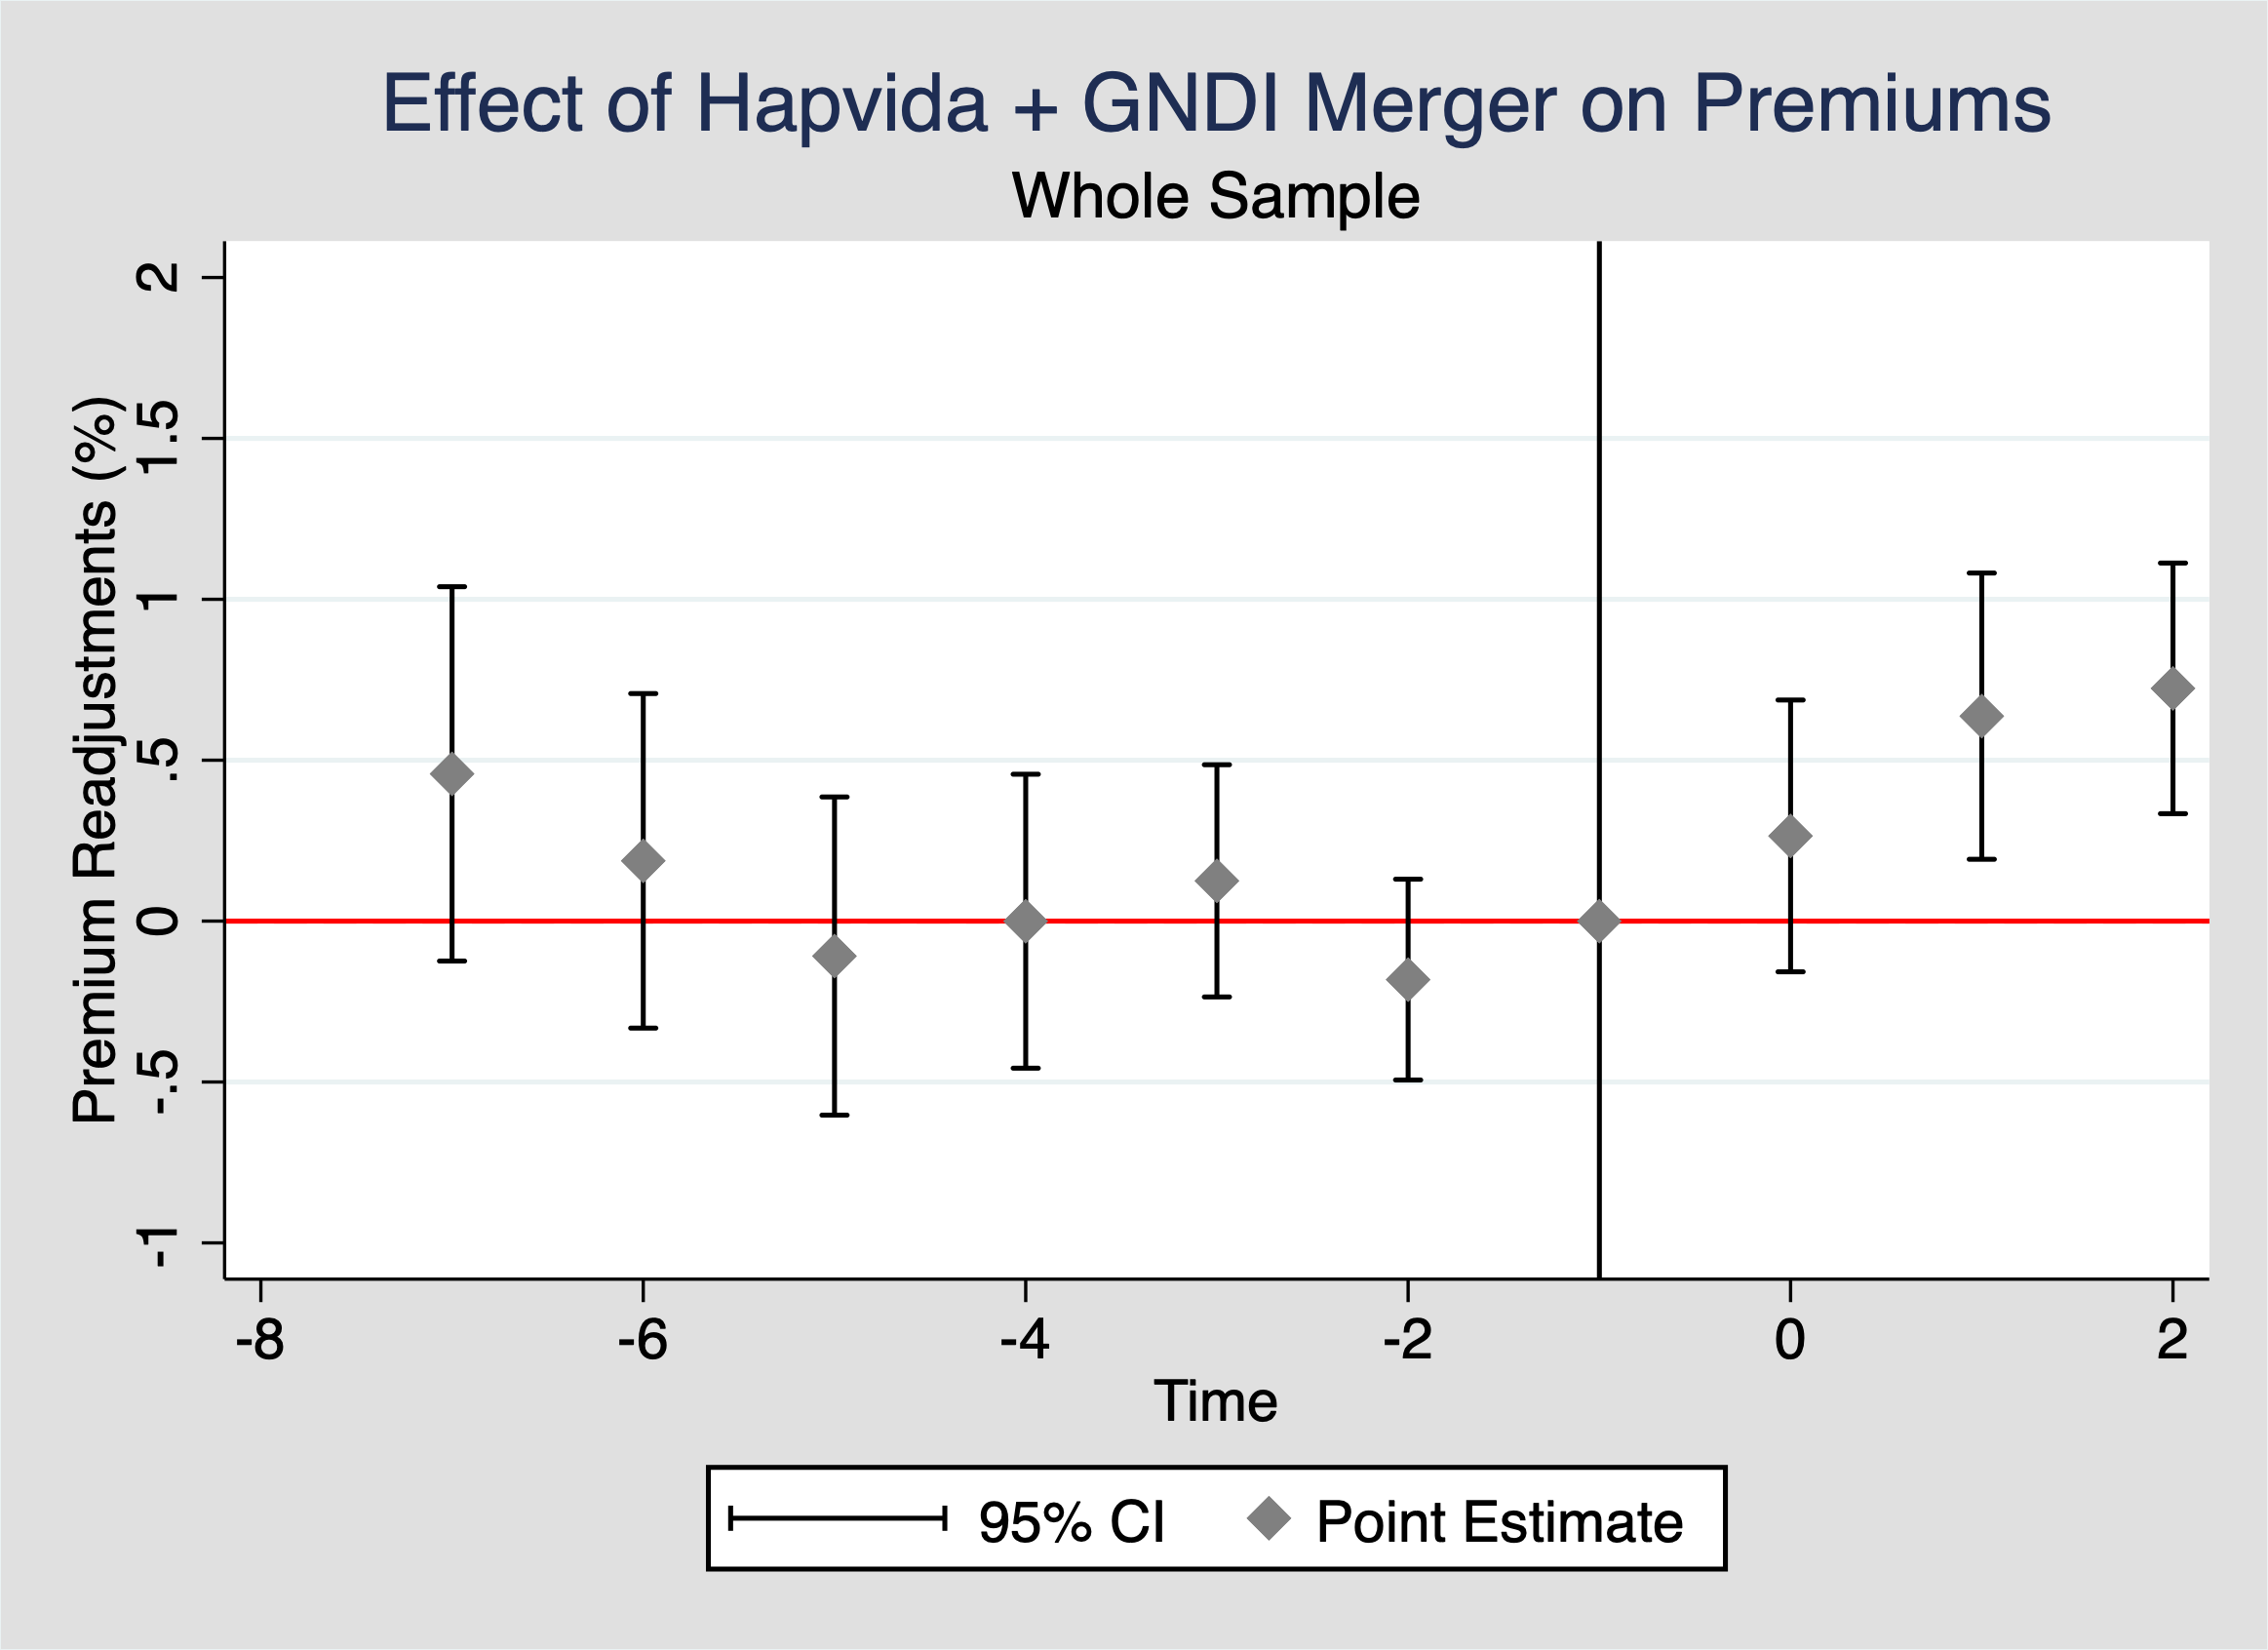 Effect of Hapvida + GNDI Merger on Premiums
Whole Sample
Premium Readjustments (%)
2
1.5
1
.5
0
-.5
-1
-8 -6 -4 -2 0 2
Time
95% CI Point Estimate